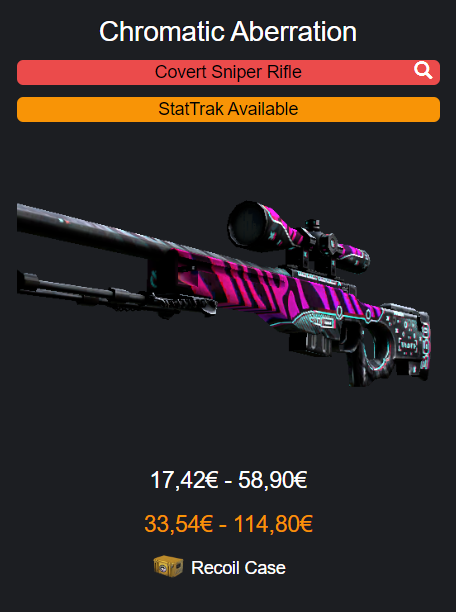 Chromatic Aberration
Covert Sniper Rifle
StatTrak Available
17,42€ - 58,90€
33,54€ - 114,80€
Recoil Case